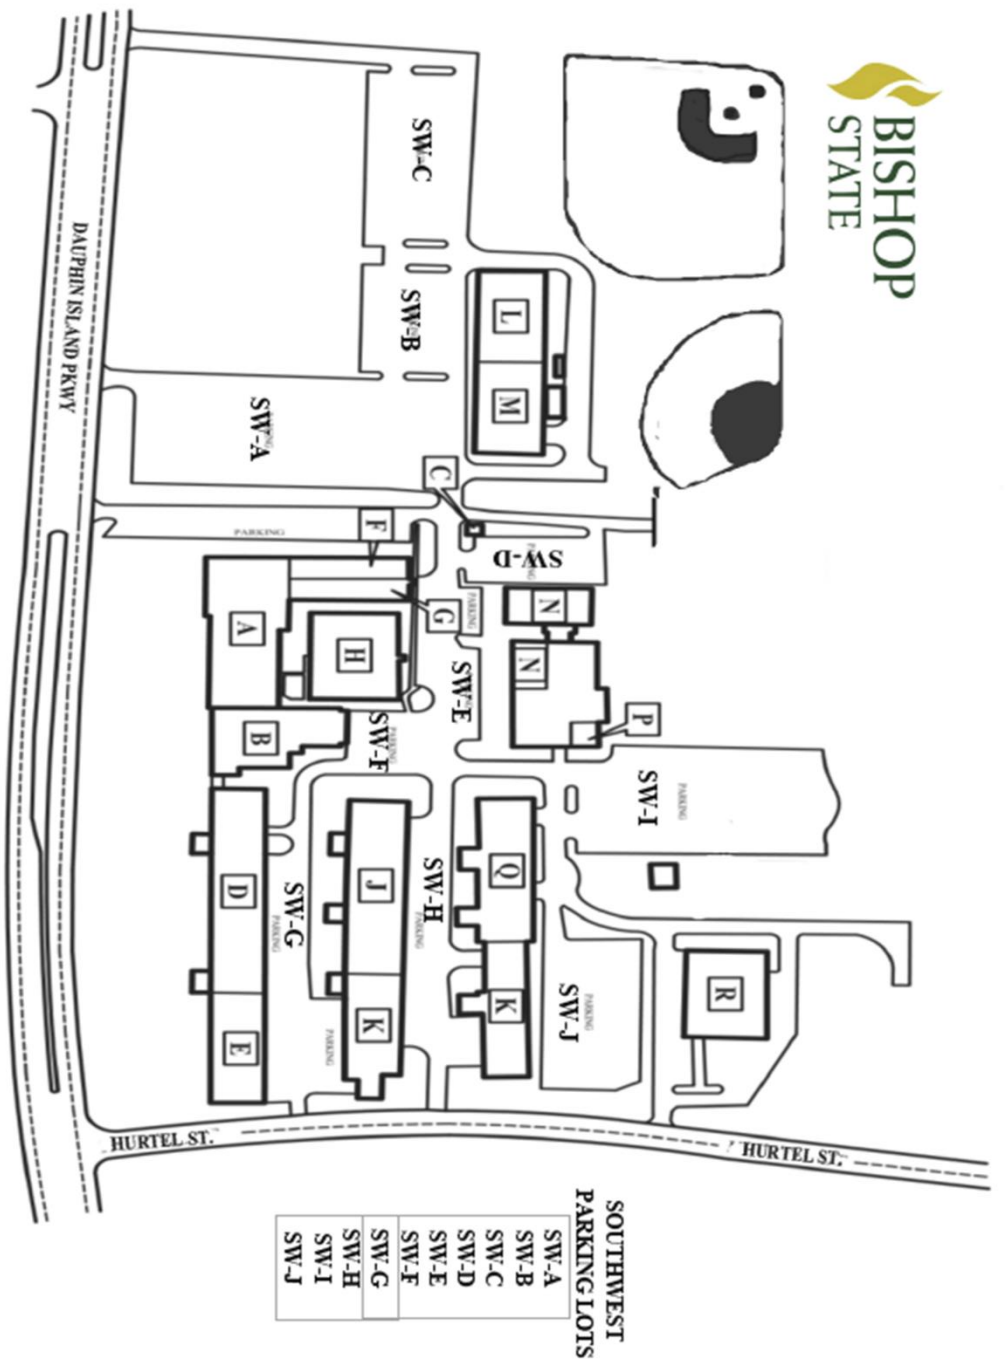 BISHOP
STATE
SW-C
SW-B
SW-A
PARKING
DAUPHIN ISLAND PKWY
L
M
C
F
PARKING
SW-D
PARKING
N
G
PARKING
A
H
N
SW-E
P
B
SW-F
PARKING
SW-I
PARKING
D
SW-G
PARKING
J
SW-H
PARKING
Q
R
E
K
PARKING
K
SW-J
PARKING
HURTEL ST.
HURTEL ST.
SOUTHWEST
PARKING LOTS
SW-A
SW-B
SW-C
SW-D
SW-E
SW-F
SW-G
SW-H
SW-I
SW-J